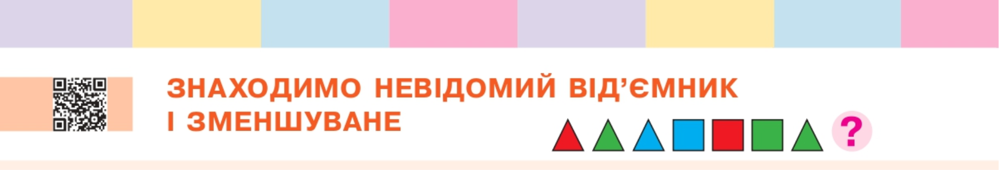 ЗНАХОДИМО НЕВІДОМИЙ ВІД’ЄМНИК
І ЗМЕНШУВАНЕ
?